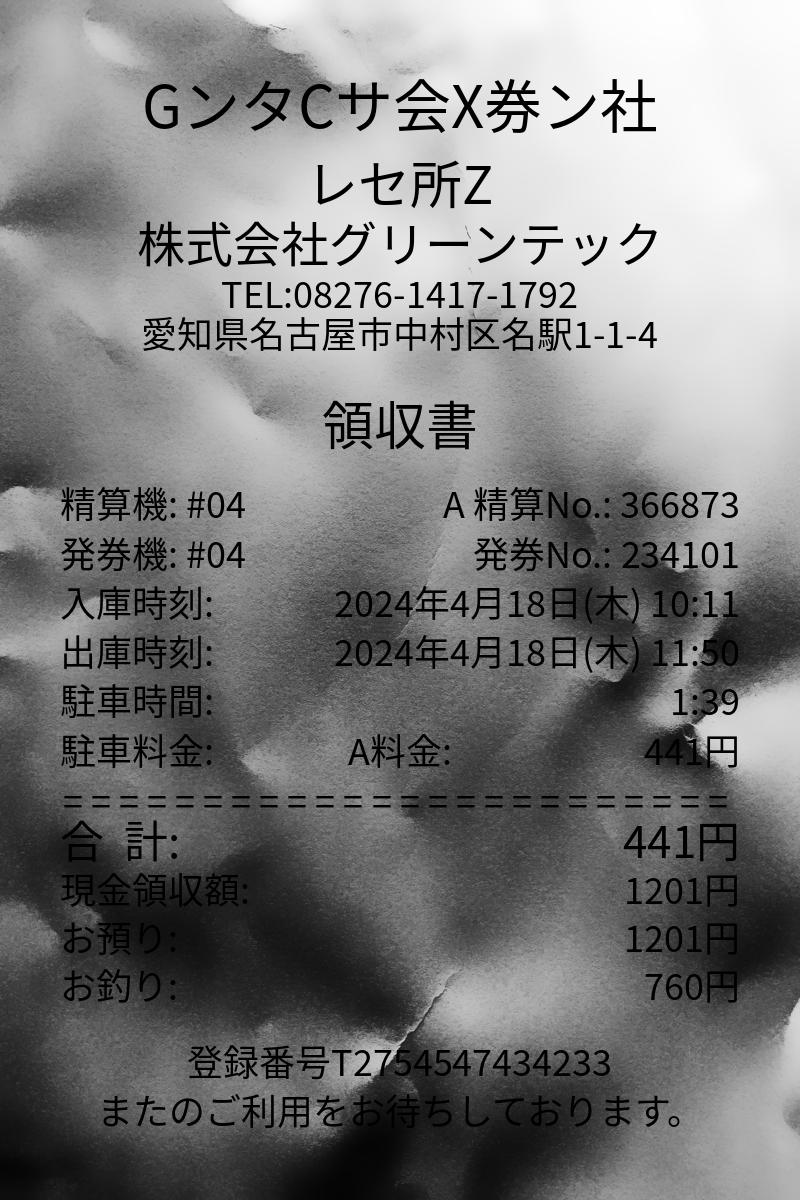 GンタCサ会X券ン社
レセ所Z
株式会社グリーンテック
TEL:08276-1417-1792
愛知県名古屋市中村区名駅1-1-4
領収書
精算機: #04 A 精算No.: 366873
発券機: #04 発券No.: 234101
入庫時刻: 2024年4月18日(木) 10:11
出庫時刻: 2024年4月18日(木) 11:50
駐車時間: 1:39
駐車料金: A料金: 441円
========================
合 計: 441円
現金領収額: 1201円
お預り: 1201円
お釣り: 760円
登録番号T2754547434233
またのご利用をお待ちしております。